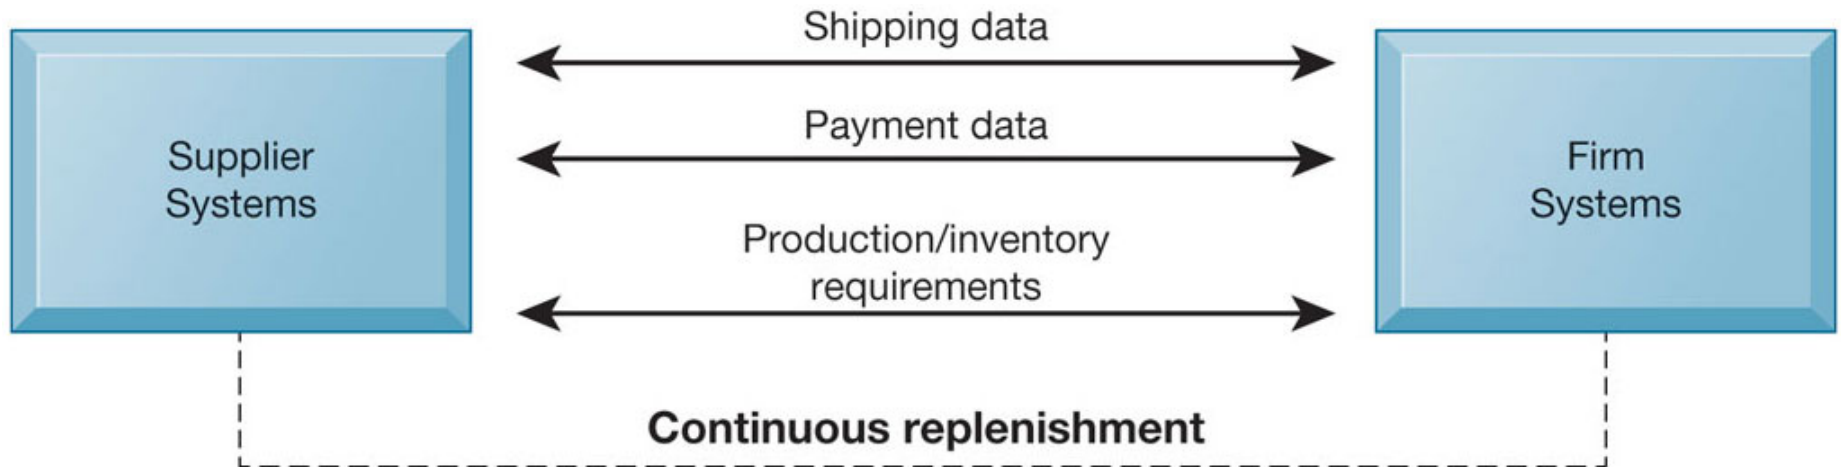 Shipping data
Payment data
Supplier
Systems
Firm
Systems
Production/inventory
requirements
Continuous replenishment